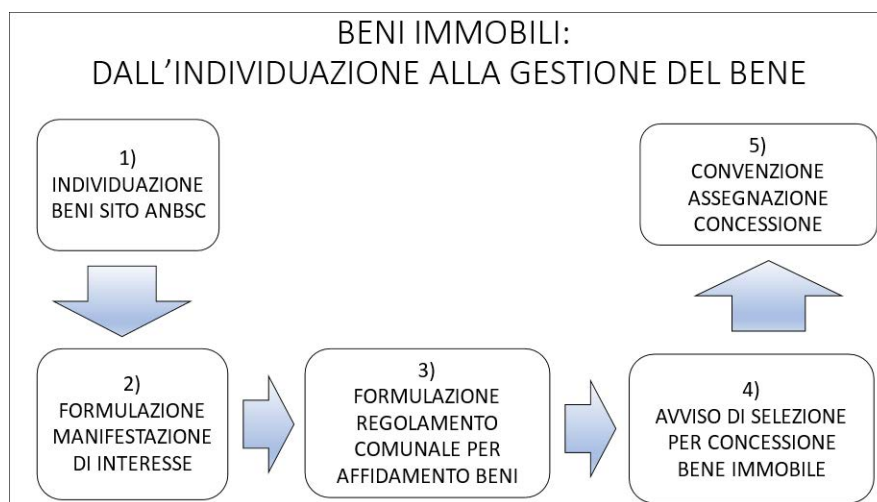 BENI IMMOBILI:
DALL'INDIVIDUAZIONE ALLA GESTIONE DEL BENE
1)
INDIVIDUAZIONE
BENI SITO ANBSC
2)
FORMULAZIONE
MANIFESTAZIONE
DI INTERESSE
3)
FORMULAZIONE
REGOLAMENTO
COMUNALE PER
AFFIDAMENTO BENI
4)
AVVISO DI SELEZIONE
PER CONCESSIONE
BENE IMMOBILE
5)
CONVENZIONE
ASSEGNAZIONE
CONCESSIONE